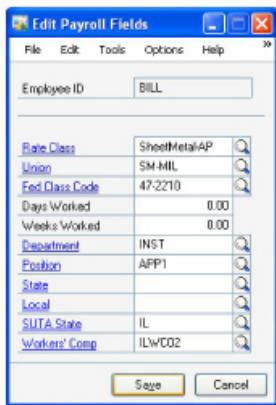 Edit Payroll Fields
File Edit Tools Options Help »
Employee ID BILL
Rate Class SheetMetal-AP
Union SM-MIL
Fed Class Code 47-2210
Days Worked 0.00
Weeks Worked 0.00
Department INST
Position APP1
State
Local
SUTA State IL
Workers' Comp ILWC02
Save Cancel